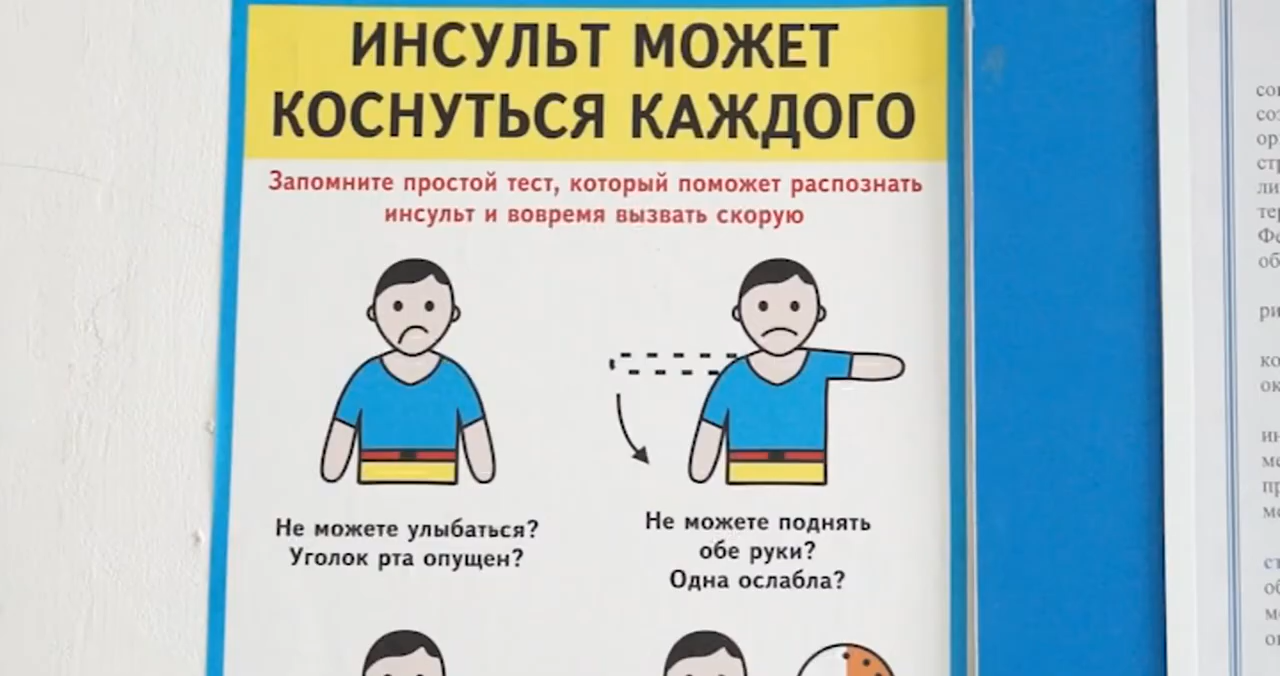 ИНСУЛЬТ МОЖЕТ
КОСНУТЬСЯ КАЖДОГО
Запомните простой тест, который поможет распознать
инсульт и вовремя вызвать скорую
Не можете улыбаться?
Уголок рта опущен?
Не можете поднять
обе руки?
Одна ослабла?